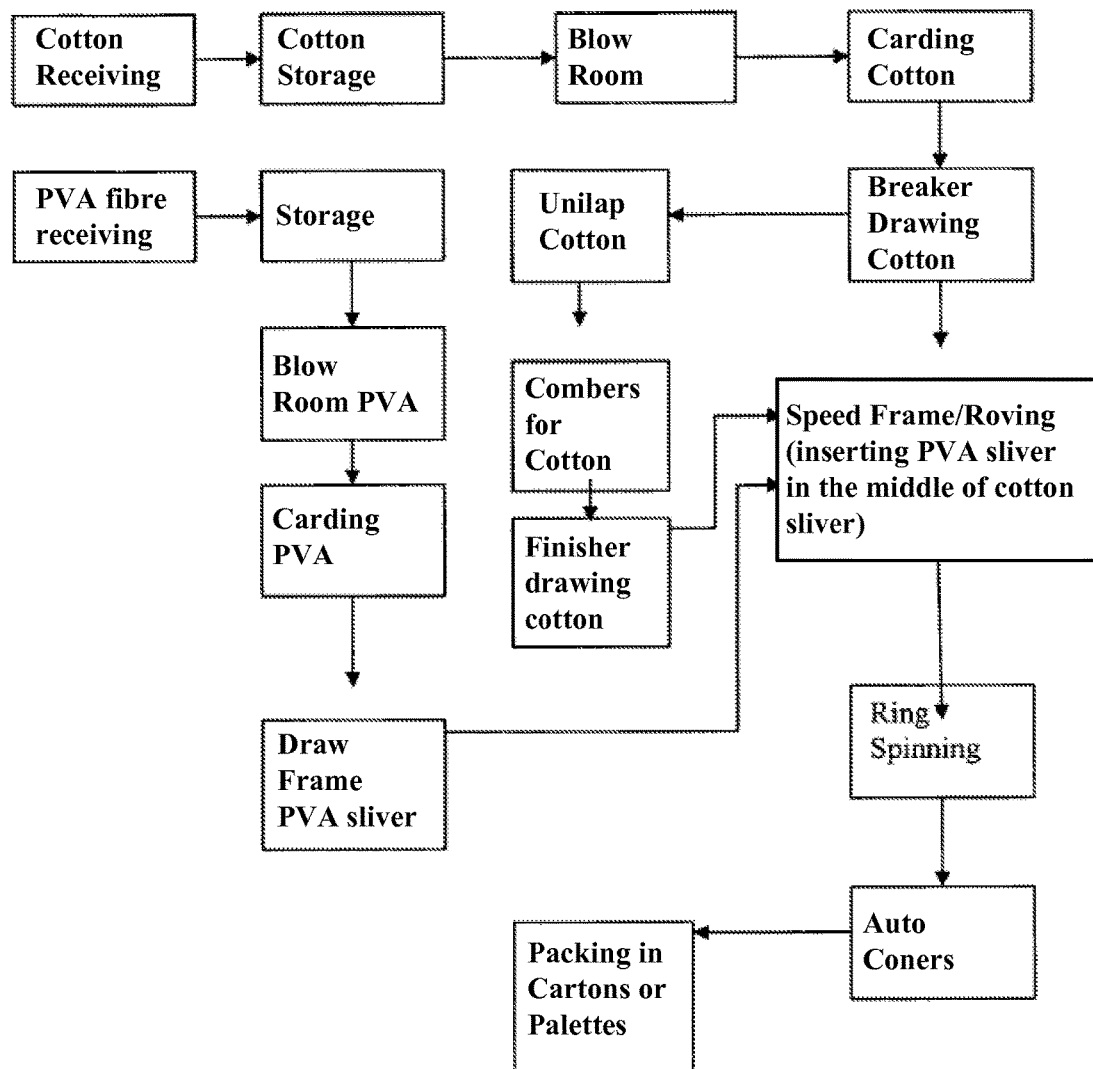 Cotton
Receiving
Cotton
Storage
Blow
Room
Carding
Cotton
PVA fibre
receiving
Storage
Unilap
Cotton
Breaker
Drawing
Cotton
Blow
Room PVA
Combers
for
Cotton
Speed Frame/Roving
(inserting PVA sliver
in the middle of cotton
sliver)
Carding
PVA
Finisher
drawing
cotton
Draw
Frame
PVA sliver
Ring
Spinning
Auto
Coners
Packing in
Cartons or
Palettes